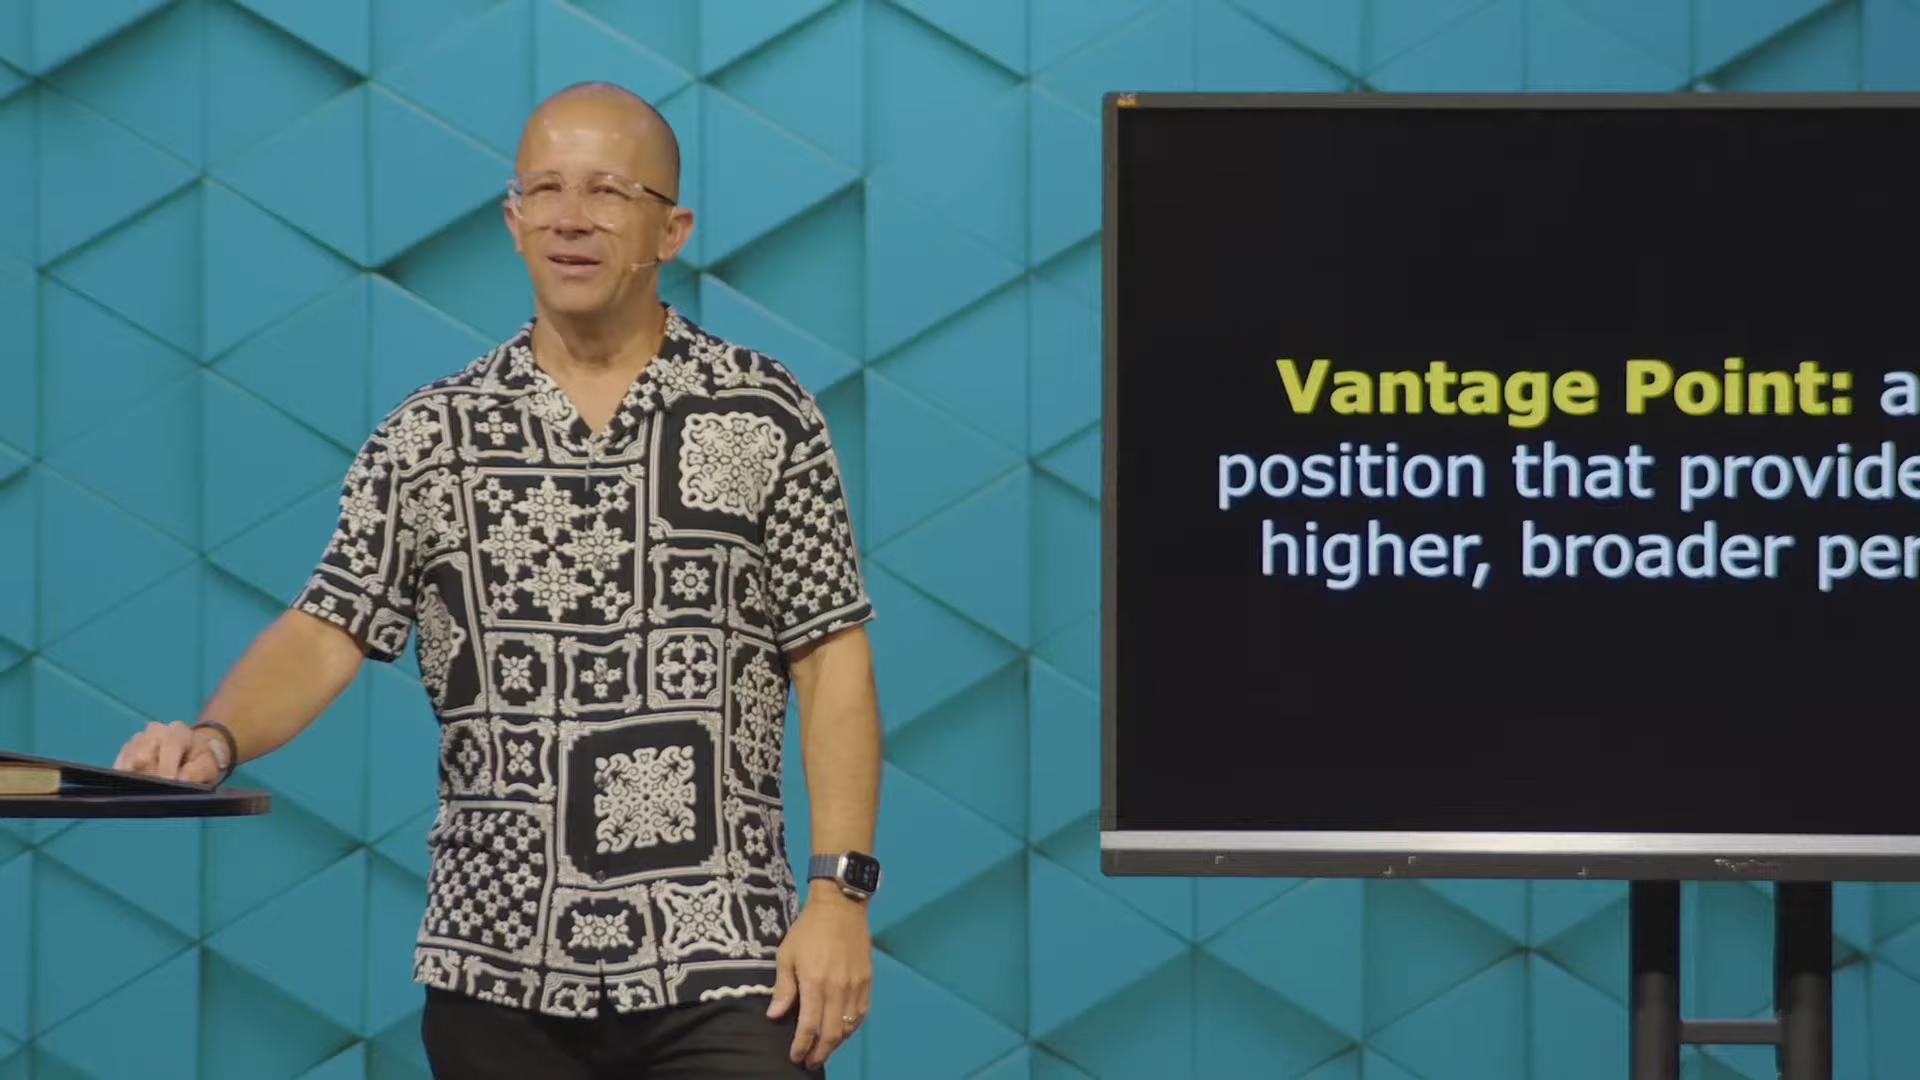 Vantage Point: a
position that provide
higher, broader per